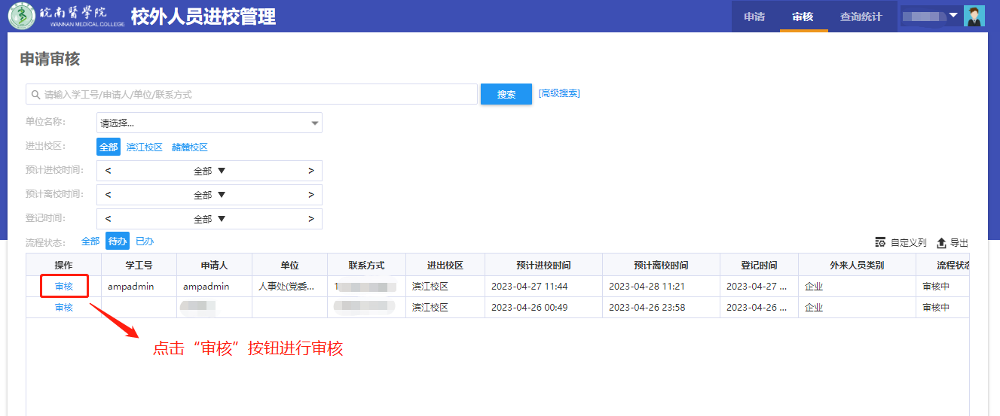 皖南醫學院
WANNAN MEDICAL COLLEGE
校外人员进校管理
申请 审核 查询统计
申请审核
请输入学工号/申请人/单位/联系方式 搜索 [高级搜索]
单位名称： 请选择...
进出校区： 全部 滨江校区 赭麓校区
预计进校时间： < 全部 ▼ >
预计离校时间： < 全部 ▼ >
登记时间： < 全部 ▼ >
流程状态： 全部 待办 已办 自定义列 导出
操作 学工号 申请人 单位 联系方式 进出校区 预计进校时间 预计离校时间 登记时间 外来人员类别 流程状态
审核 ampadmin ampadmin 人事处(党委... 1 滨江校区 2023-04-27 11:44 2023-04-28 11:21 2023-04-27 ... 企业 审核中
审核 滨江校区 2023-04-26 00:49 2023-04-26 23:58 2023-04-26 ... 企业 审核中
点击“审核”按钮进行审核